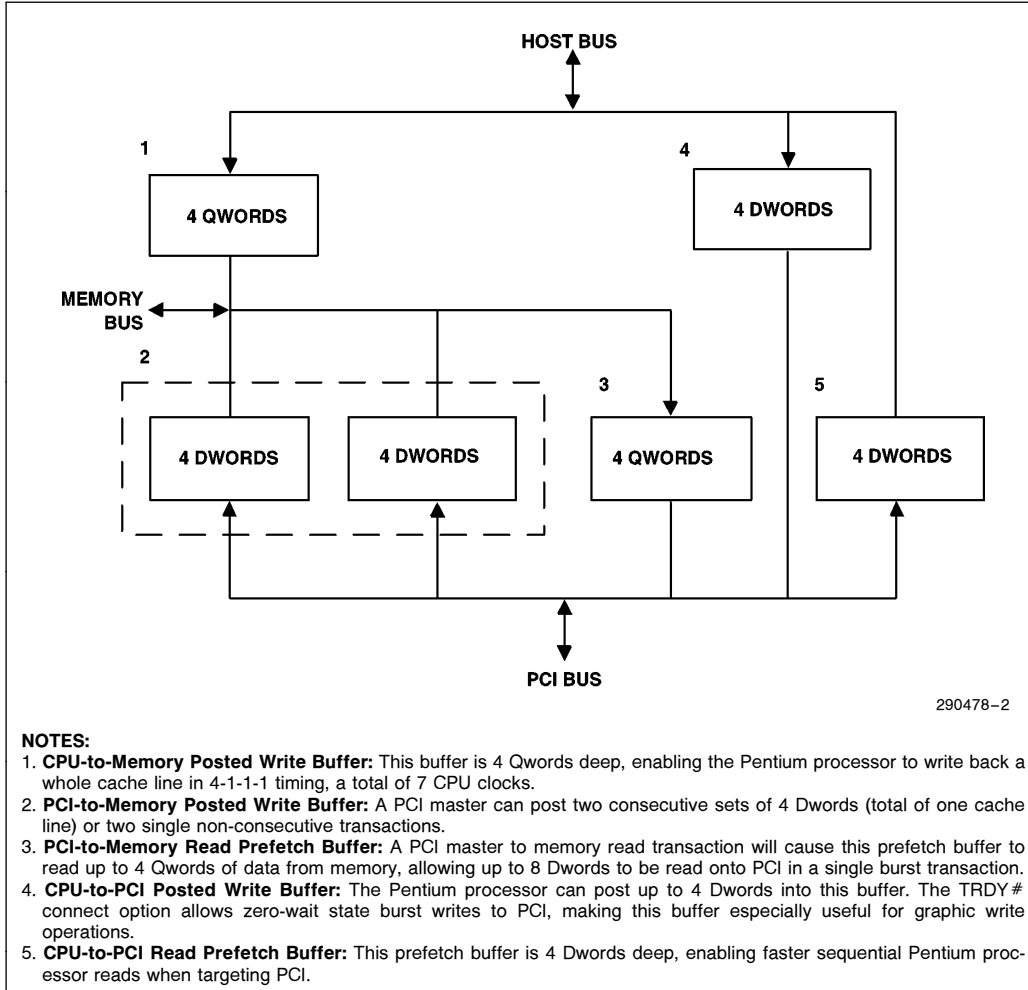 HOST BUS
1
4
4 QWORDS
4 DWORDS
MEMORY
BUS
2
3
5
4 DWORDS
4 DWORDS
4 QWORDS
4 DWORDS
PCI BUS
290478–2
NOTES:
1. CPU-to-Memory Posted Write Buffer: This buffer is 4 Qwords deep, enabling the Pentium processor to write back a
whole cache line in 4-1-1-1 timing, a total of 7 CPU clocks.
2. PCI-to-Memory Posted Write Buffer: A PCI master can post two consecutive sets of 4 Dwords (total of one cache
line) or two single non-consecutive transactions.
3. PCI-to-Memory Read Prefetch Buffer: A PCI master to memory read transaction will cause this prefetch buffer to
read up to 4 Qwords of data from memory, allowing up to 8 Dwords to be read onto PCI in a single burst transaction.
4. CPU-to-PCI Posted Write Buffer: The Pentium processor can post up to 4 Dwords into this buffer. The TRDY#
connect option allows zero-wait state burst writes to PCI, making this buffer especially useful for graphic write
operations.
5. CPU-to-PCI Read Prefetch Buffer: This prefetch buffer is 4 Dwords deep, enabling faster sequential Pentium proc-
essor reads when targeting PCI.